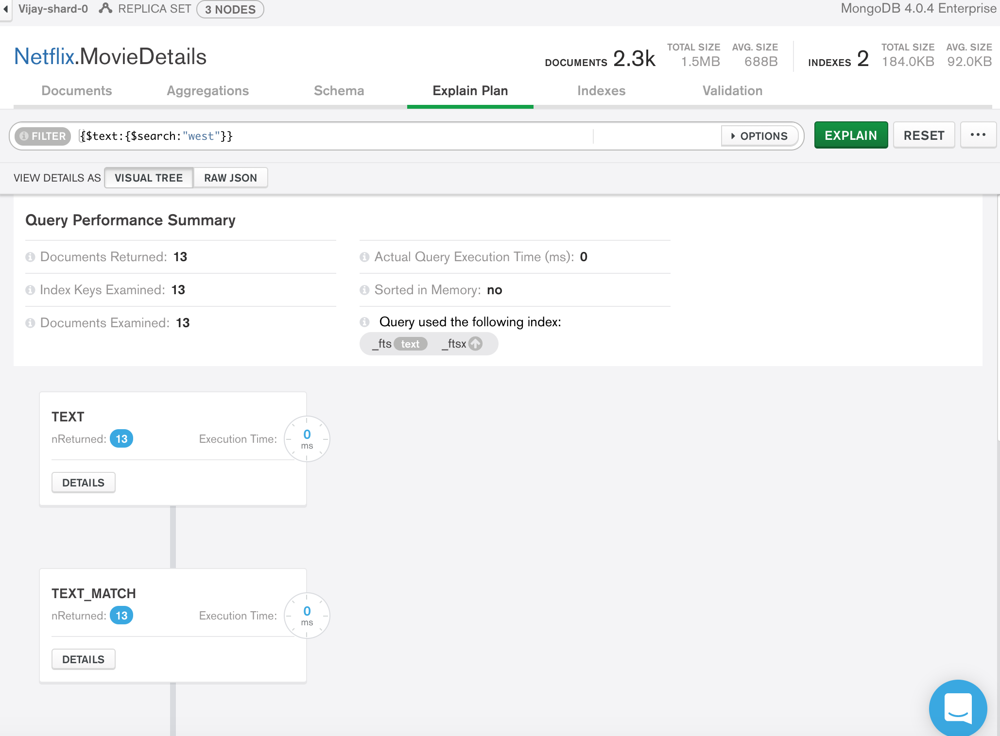 Vijay-shard-0 REPLICA SET 3 NODES MongoDB 4.0.4 Enterprise
Netflix.MovieDetails
DOCUMENTS 2.3k TOTAL SIZE 1.5MB AVG. SIZE 688B INDEXES 2 TOTAL SIZE 184.0KB AVG. SIZE 92.0KB
Documents Aggregations Schema Explain Plan Indexes Validation
FILTER {$text:{$search:"west"}} OPTIONS EXPLAIN RESET ...
VIEW DETAILS AS VISUAL TREE RAW JSON
Query Performance Summary
Documents Returned: 13
Index Keys Examined: 13
Documents Examined: 13
Actual Query Execution Time (ms): 0
Sorted in Memory: no
Query used the following index:
_fts text _ftsx
TEXT
nReturned: 13 Execution Time: 0 ms
DETAILS
TEXT_MATCH
nReturned: 13 Execution Time: 0 ms
DETAILS